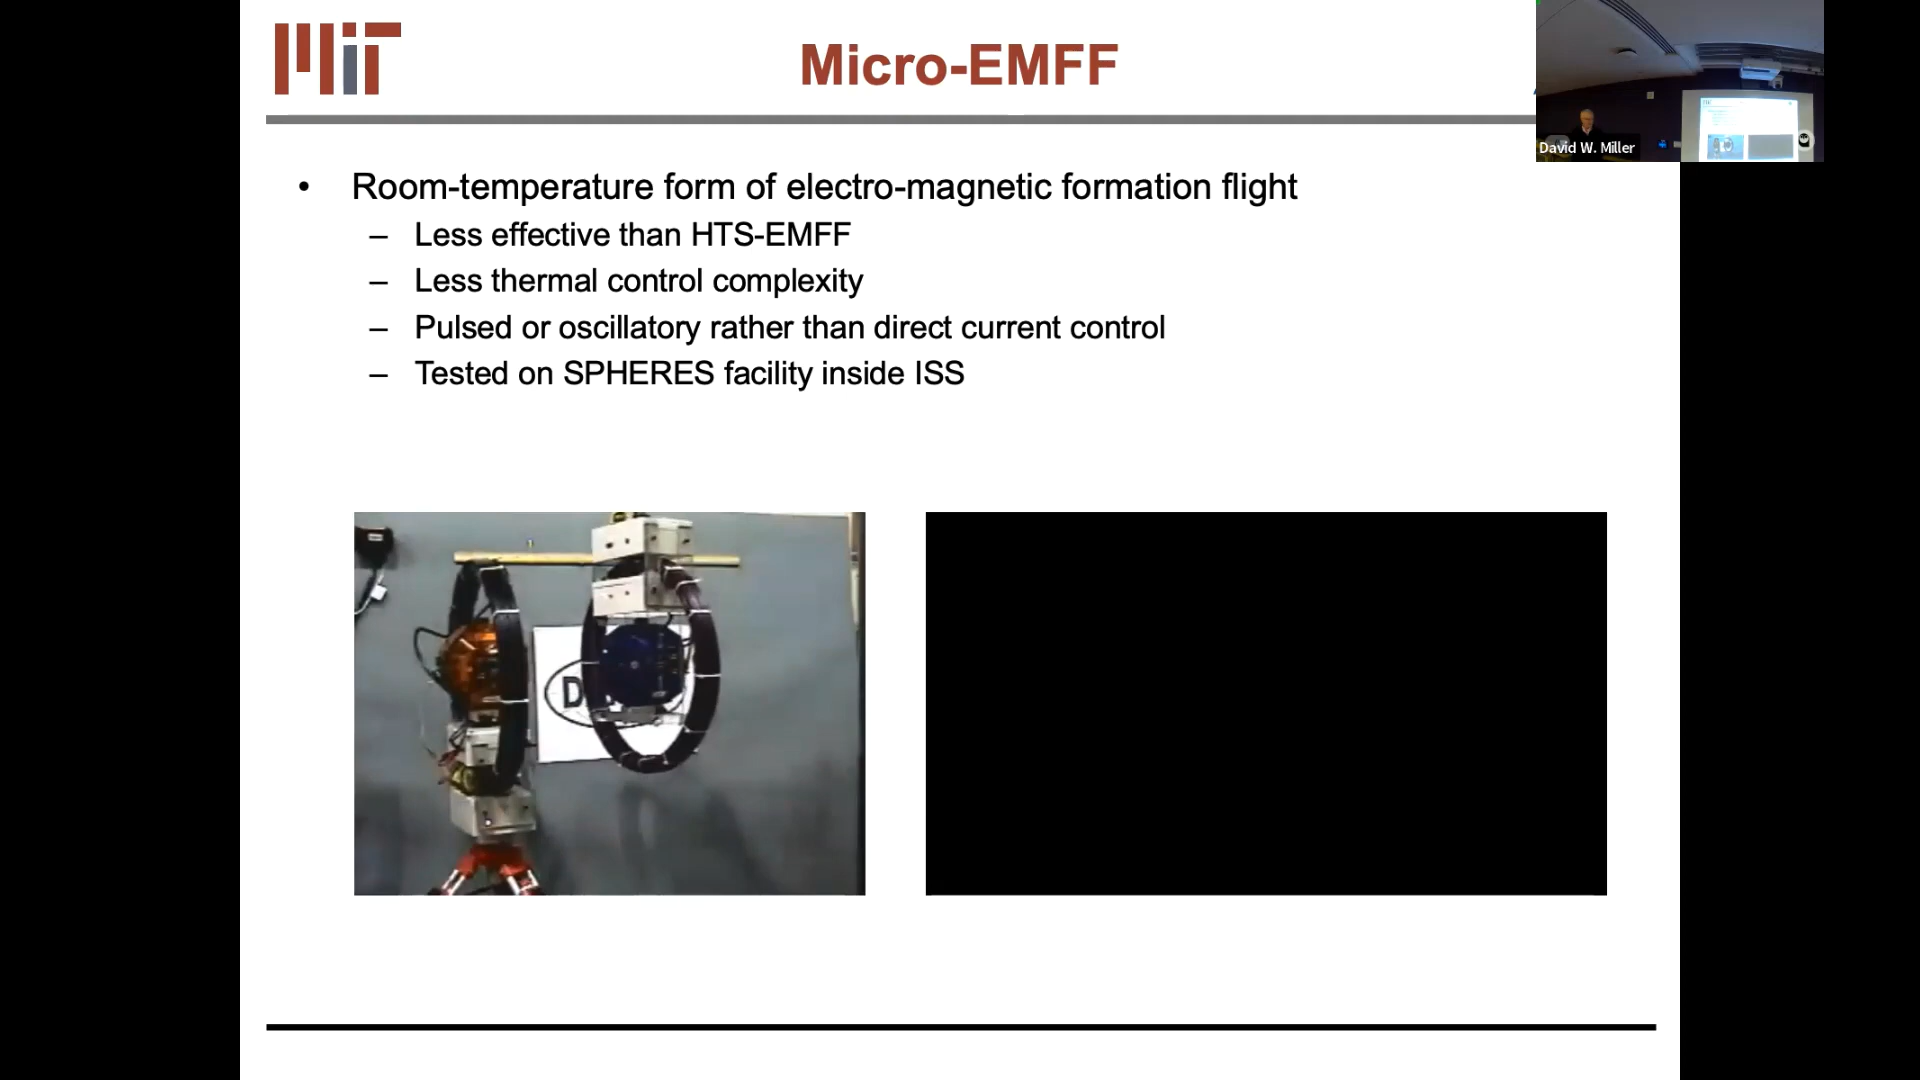 MIT
Micro-EMFF
• Room-temperature form of electro-magnetic formation flight
– Less effective than HTS-EMFF
– Less thermal control complexity
– Pulsed or oscillatory rather than direct current control
– Tested on SPHERES facility inside ISS
D
David W. Miller